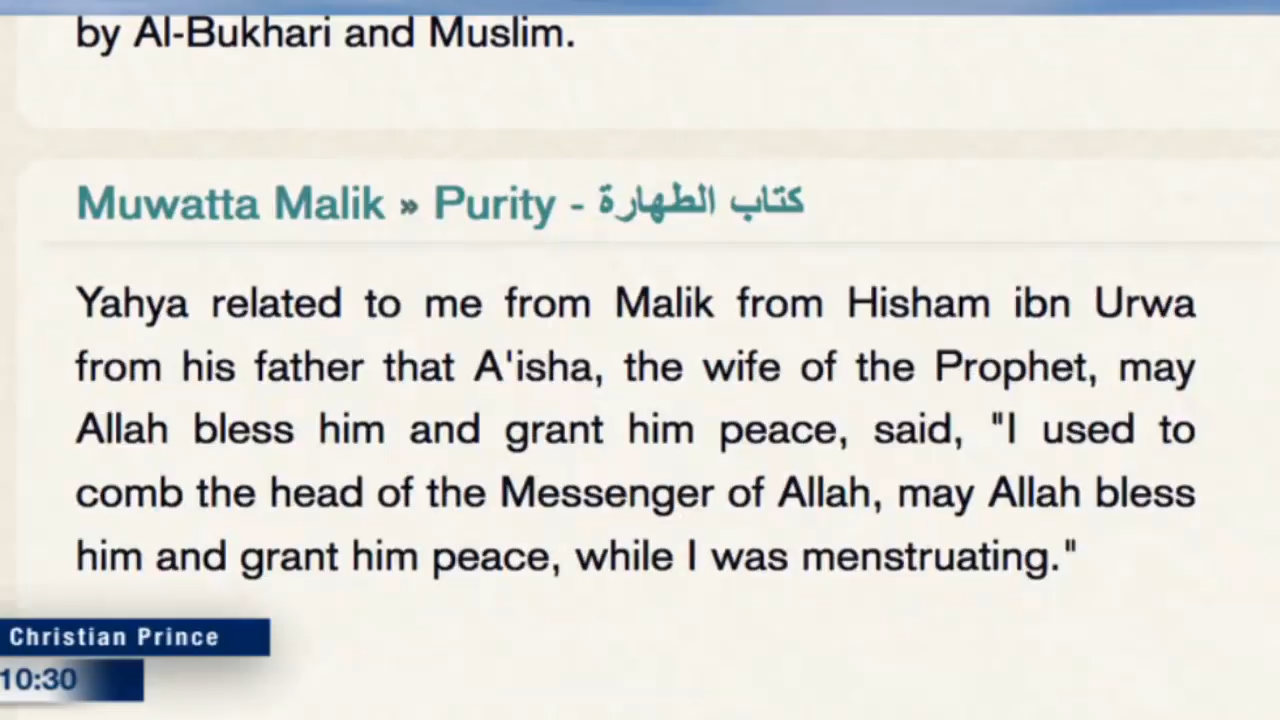 by Al-Bukhari and Muslim.
Muwatta Malik » Purity - كتاب الطهارة
Yahya related to me from Malik from Hisham ibn Urwa
from his father that A'isha, the wife of the Prophet, may
Allah bless him and grant him peace, said, "I used to
comb the head of the Messenger of Allah, may Allah bless
him and grant him peace, while I was menstruating."
Christian Prince
10:30